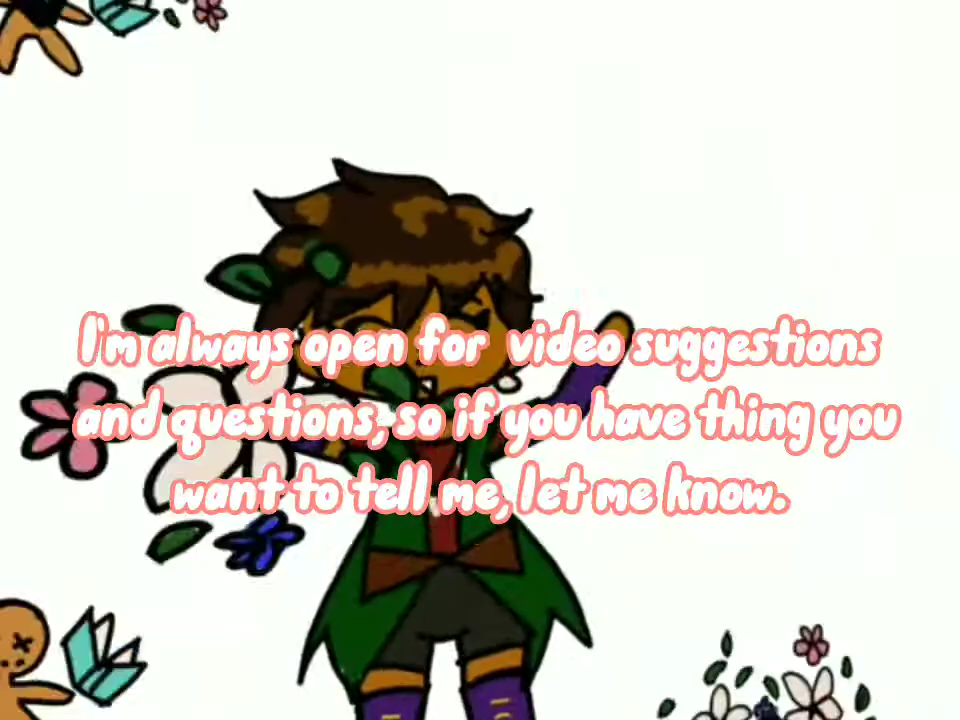 I'm always open for video suggestions
and questions, so if you have thing you
want to tell me, let me know.